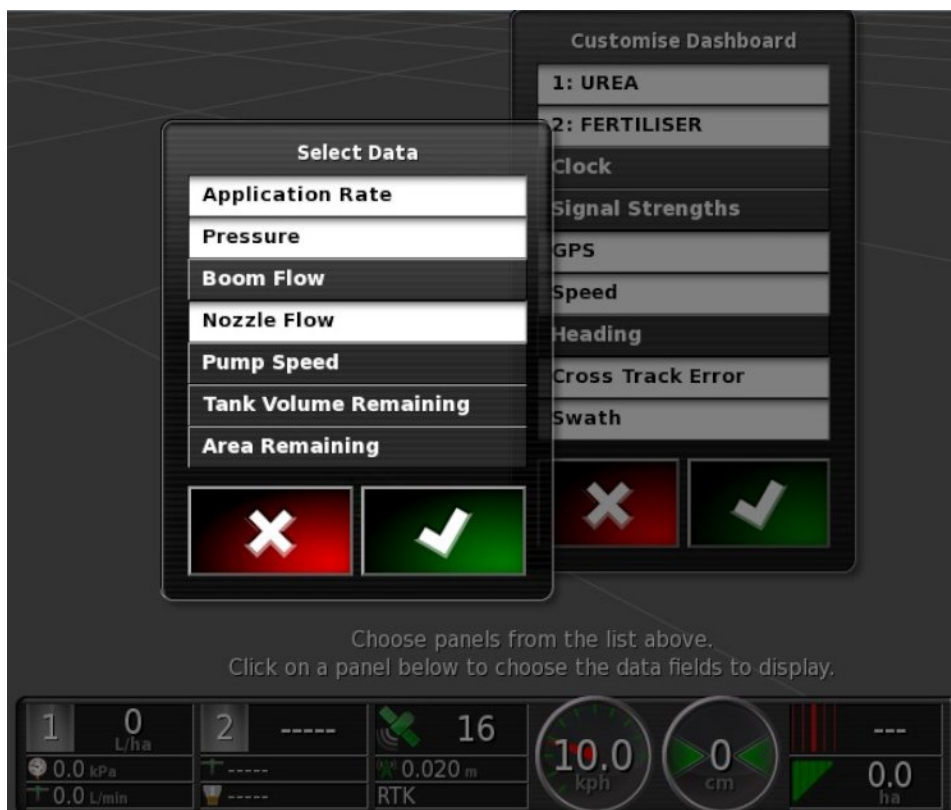 Customise Dashboard
1: UREA
2: FERTILISER
Clock
Signal Strengths
GPS
Speed
Heading
Cross Track Error
Swath
Select Data
Application Rate
Pressure
Boom Flow
Nozzle Flow
Pump Speed
Tank Volume Remaining
Area Remaining
Choose panels from the list above.
Click on a panel below to choose the data fields to display.
1 0 L/ha
0.0 kPa
0.0 L/min
2 -----
-----
-----
16
0.020 m
RTK
10.0
kph
0
cm
---
0.0
ha